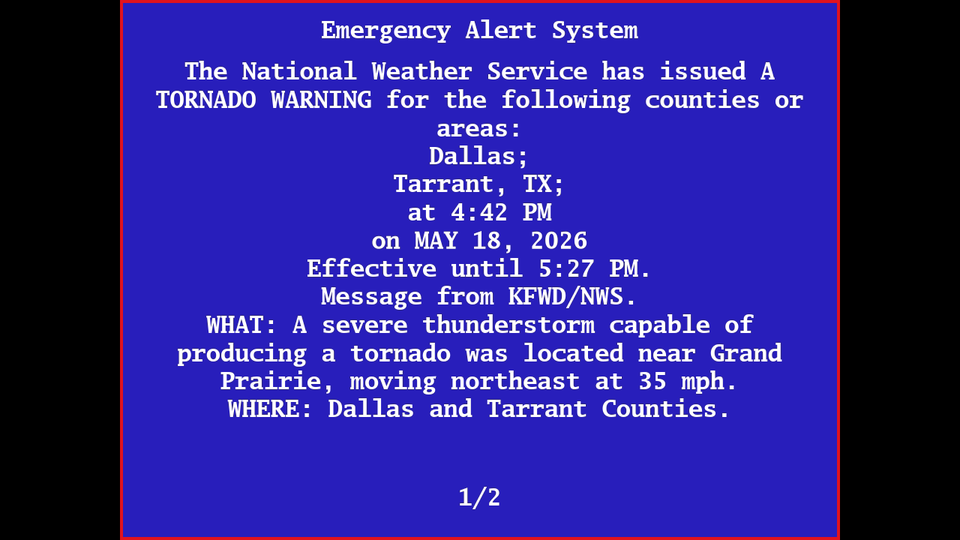 Emergency Alert System
The National Weather Service has issued A
TORNADO WARNING for the following counties or
areas:
Dallas;
Tarrant, TX;
at 4:42 PM
on MAY 18, 2026
Effective until 5:27 PM.
Message from KFWD/NWS.
WHAT: A severe thunderstorm capable of
producing a tornado was located near Grand
Prairie, moving northeast at 35 mph.
WHERE: Dallas and Tarrant Counties.
1/2